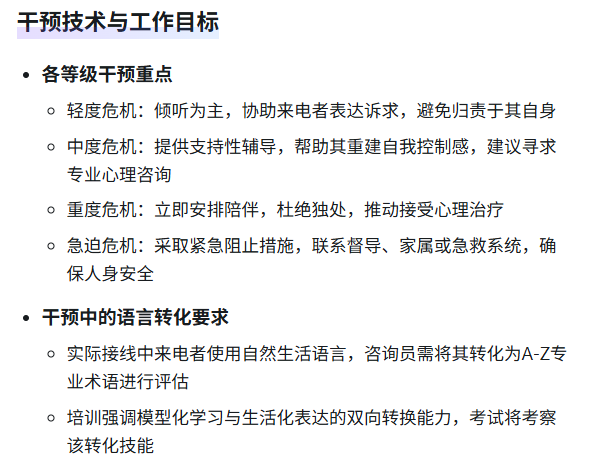 干预技术与工作目标
各等级干预重点
轻度危机：倾听为主，协助来电者表达诉求，避免归责于其自身
中度危机：提供支持性辅导，帮助其重建自我控制感，建议寻求
专业心理咨询
重度危机：立即安排陪伴，杜绝独处，推动接受心理治疗
急迫危机：采取紧急阻止措施，联系督导、家属或急救系统，确
保人身安全
干预中的语言转化要求
实际接线中来电者使用自然生活语言，咨询员需将其转化为A-Z专
业术语进行评估
培训强调模型化学习与生活化表达的双向转换能力，考试将考察
该转化技能